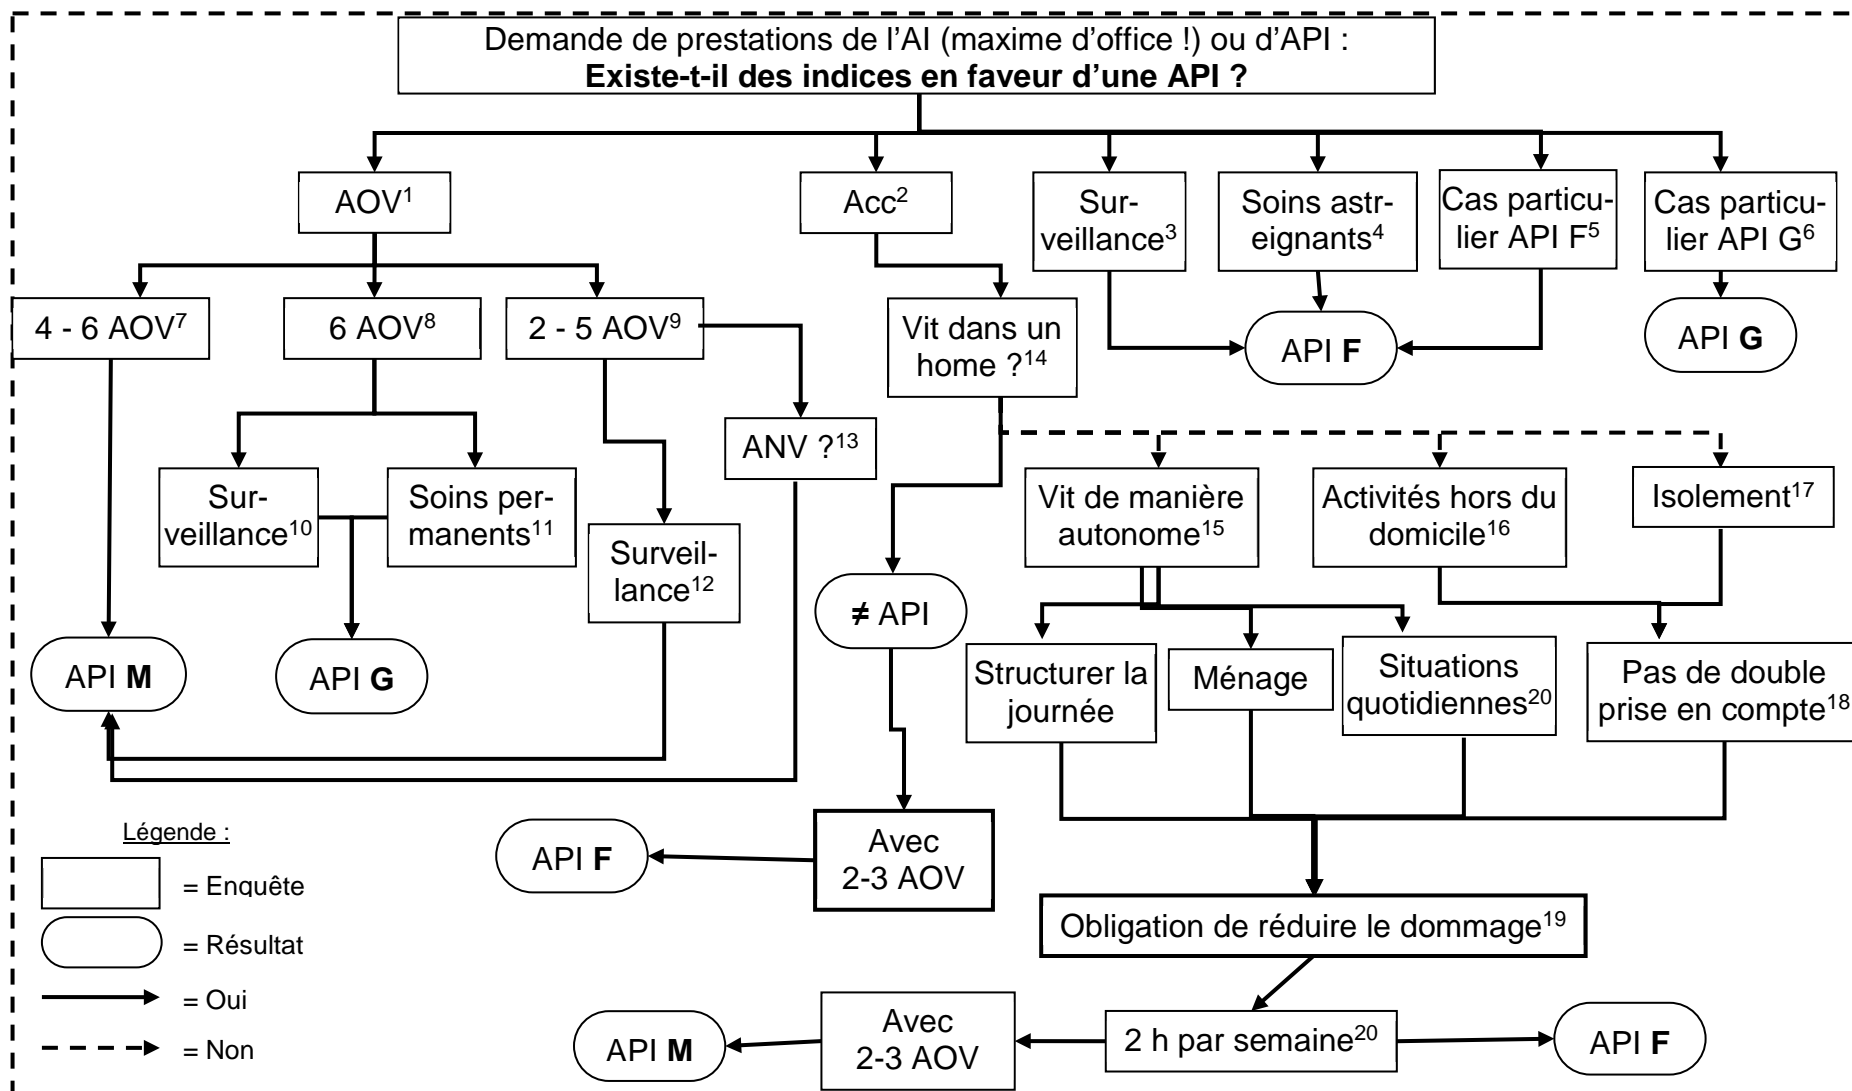 Demande de prestations de l’AI (maxime d’office !) ou d’API :
Existe-t-il des indices en faveur d’une API ?
AOV¹
Acc²
Sur-
veillance³
Soins astr-
eignants⁴
Cas particu-
lier API F⁵
Cas particu-
lier API G⁶
4 - 6 AOV⁷
6 AOV⁸
2 - 5 AOV⁹
Vit dans un
home ?¹⁴
API F
API G
ANV ?¹³
Sur-
veillance¹⁰
Soins per-
manents¹¹
Surveil-
lance¹²
Vit de manière
autonome¹⁵
Activités hors du
domicile¹⁶
Isolement¹⁷
≠ API
API M
API G
Structurer la
journée
Ménage
Situations
quotidiennes²⁰
Pas de double
prise en compte¹⁸
Légende :
= Enquête
= Résultat
= Oui
= Non
API F
Avec
2-3 AOV
Obligation de réduire le dommage¹⁹
API M
Avec
2-3 AOV
2 h par semaine²⁰
API F